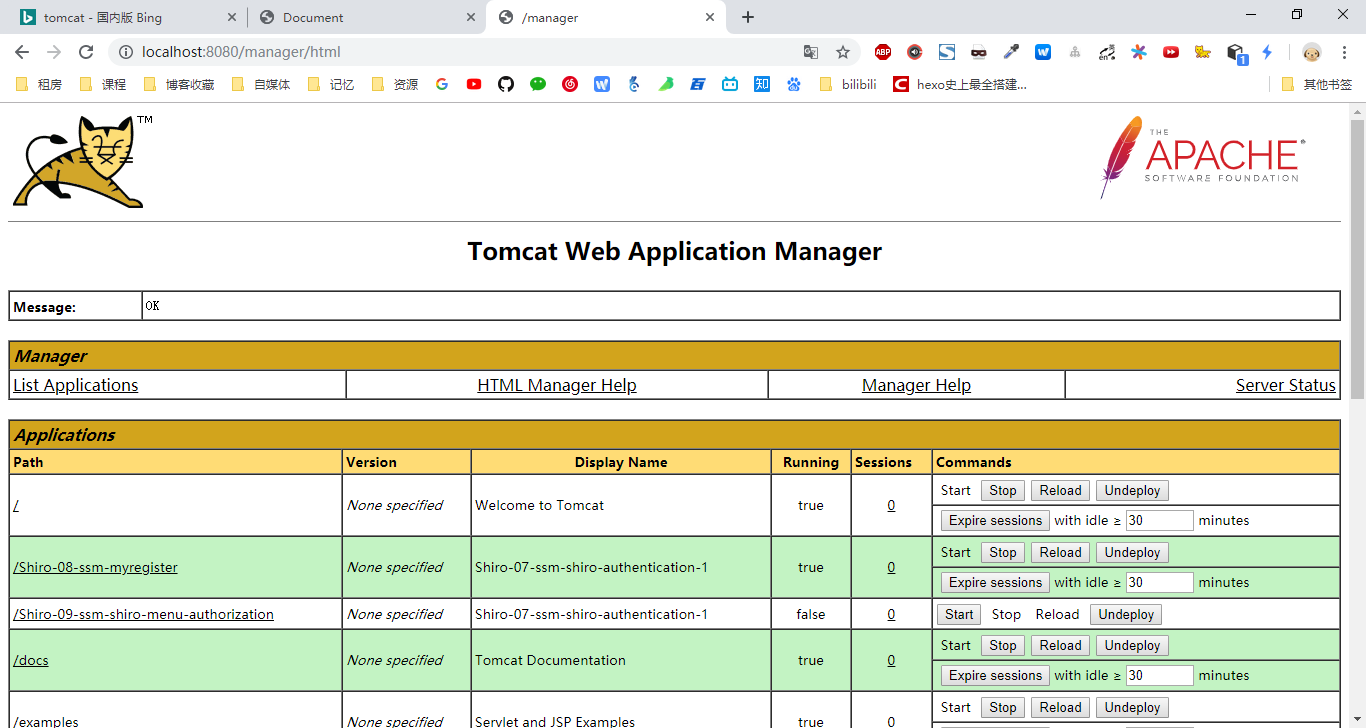 tomcat - 国内版 Bing
Document
/manager
localhost:8080/manager/html
ABP
en
1
租房
课程
博客收藏
自媒体
记忆
资源
bilibili
hexo史上最全搭建...
其他书签
TM
THE
APACHE®
SOFTWARE FOUNDATION
Tomcat Web Application Manager
Message: OK
Manager
List Applications HTML Manager Help Manager Help Server Status
Applications
Path Version Display Name Running Sessions Commands
/ None specified Welcome to Tomcat true 0 Start Stop Reload Undeploy
Expire sessions with idle ≥ 30 minutes
/Shiro-08-ssm-myregister None specified Shiro-07-ssm-shiro-authentication-1 true 0 Start Stop Reload Undeploy
Expire sessions with idle ≥ 30 minutes
/Shiro-09-ssm-shiro-menu-authorization None specified Shiro-07-ssm-shiro-authentication-1 false 0 Start Stop Reload Undeploy
/docs None specified Tomcat Documentation true 0 Start Stop Reload Undeploy
Expire sessions with idle ≥ 30 minutes
/examples None specified Servlet and JSP Examples true 0 Start Stop Reload Undeploy